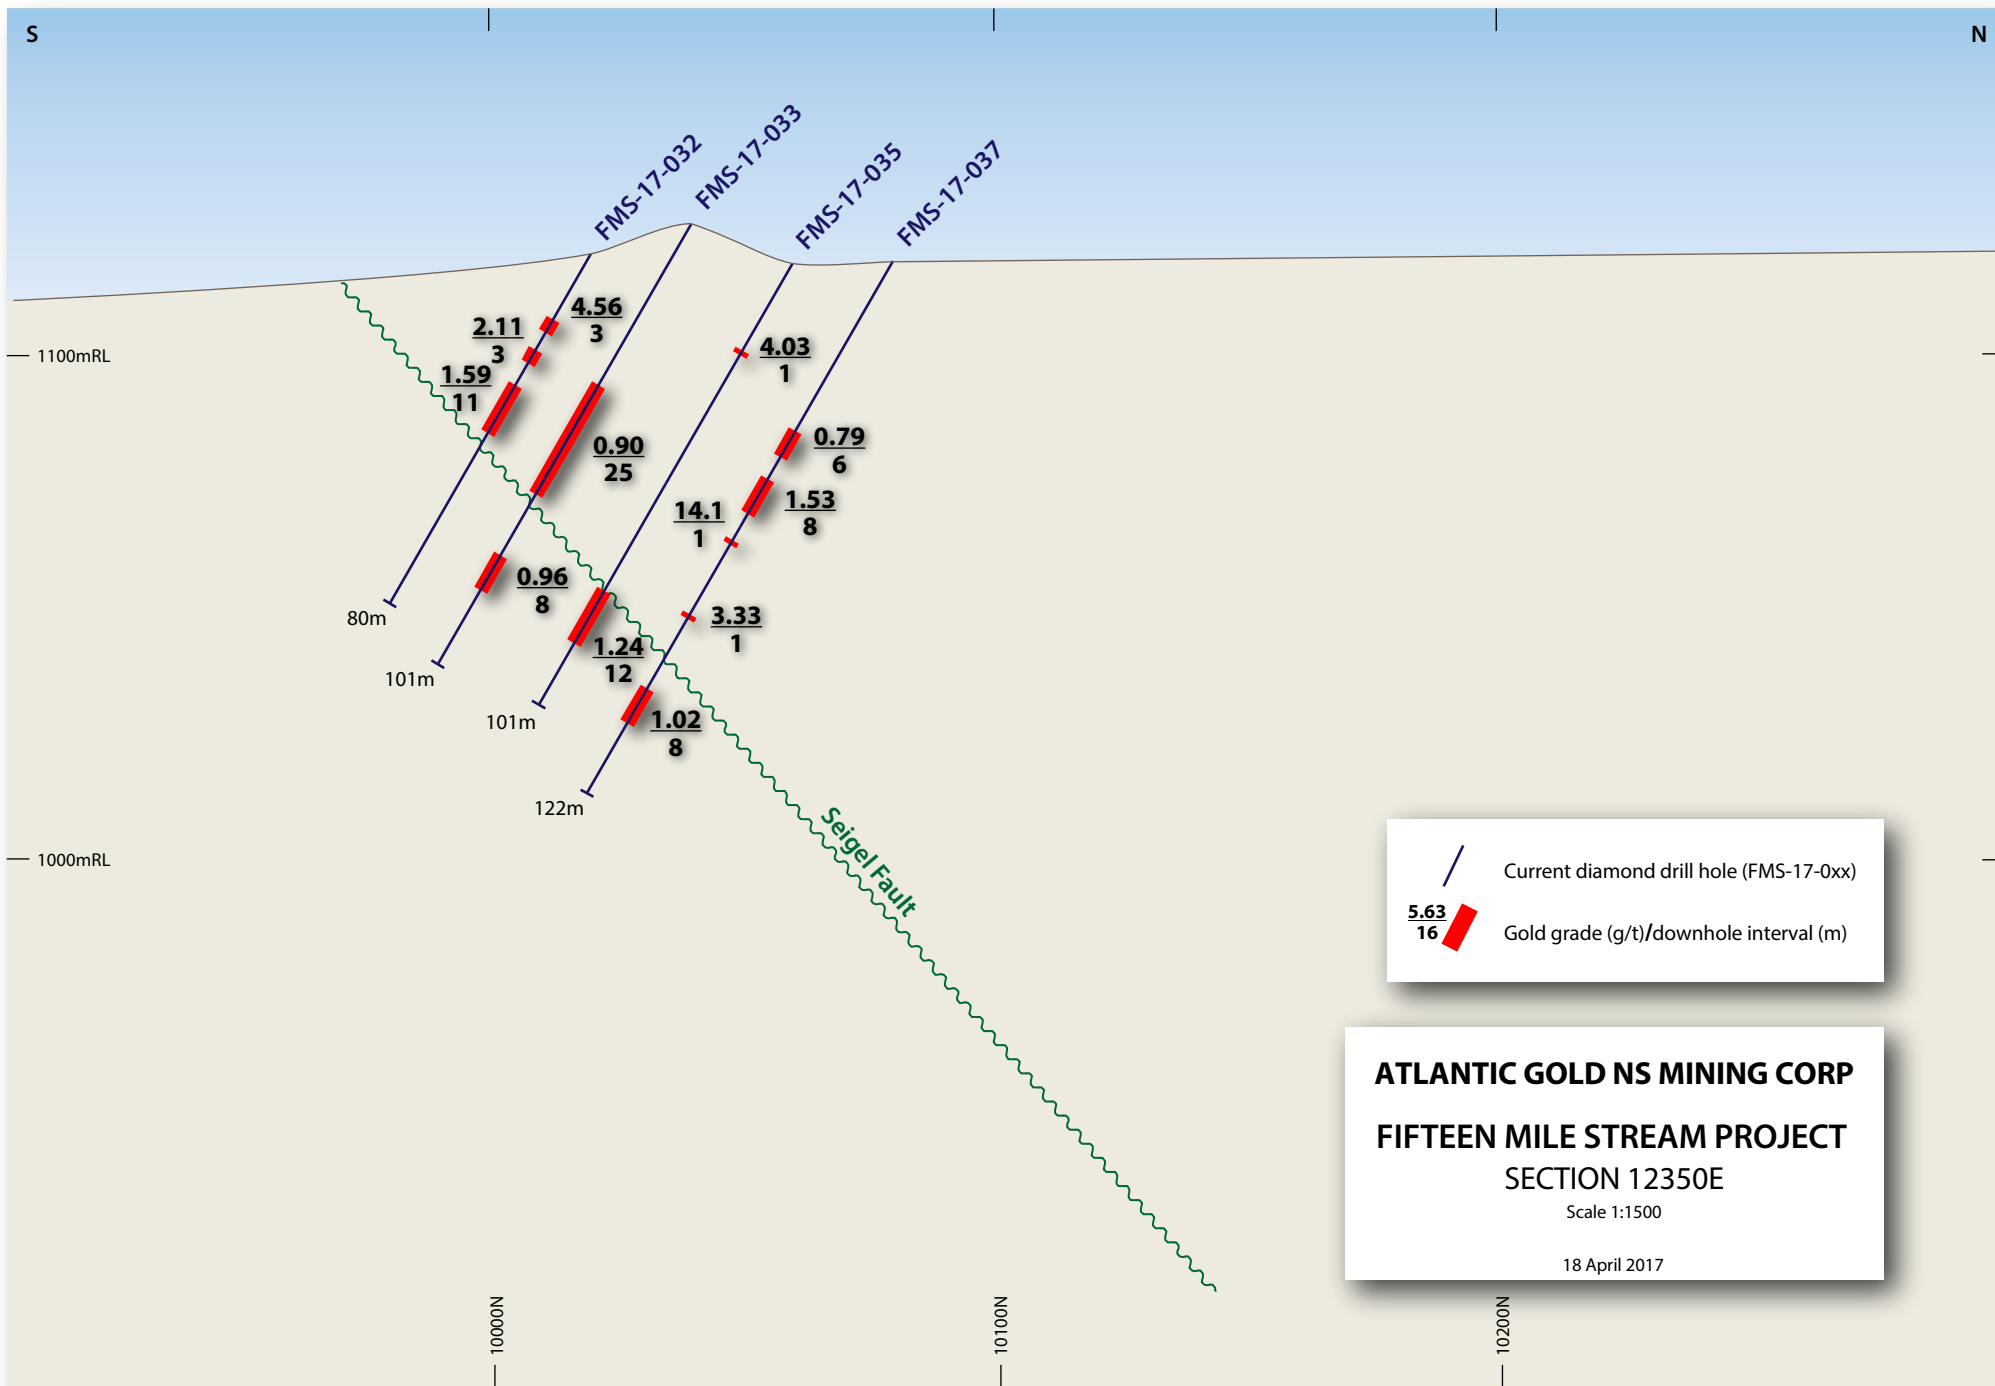 S
N
FMS-17-032
FMS-17-033
FMS-17-035
FMS-17-037
4.56
3
2.11
3
1.59
11
1100mRL
4.03
1
0.90
25
0.79
6
1.53
8
14.1
1
0.96
8
3.33
1
80m
1.24
12
101m
101m
1.02
8
122m
Seigel Fault
1000mRL
Current diamond drill hole (FMS-17-0xx)
5.63
16
Gold grade (g/t)/downhole interval (m)
ATLANTIC GOLD NS MINING CORP
FIFTEEN MILE STREAM PROJECT
SECTION 12350E
Scale 1:1500
18 April 2017
10000N
10100N
10200N